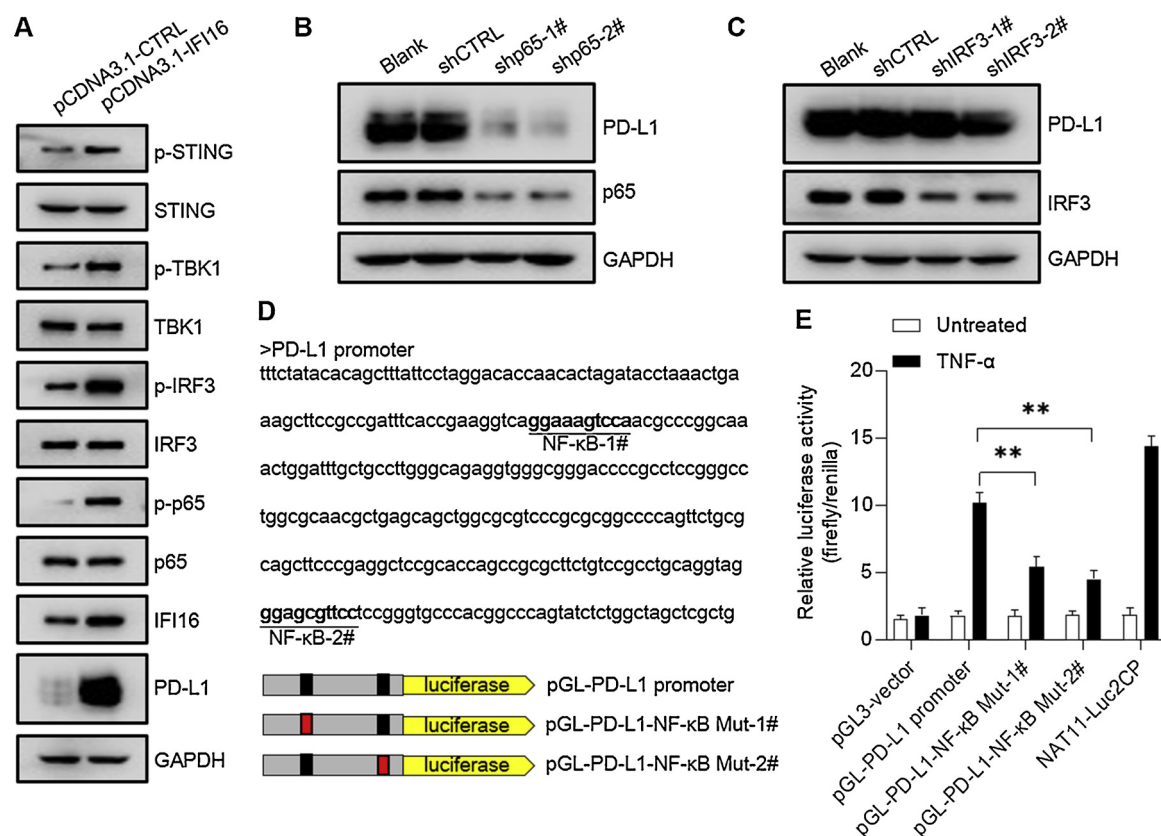 A
pCDNA3.1-CTRL
pCDNA3.1-IFI16
p-STING
STING
p-TBK1
TBK1
p-IRF3
IRF3
p-p65
p65
IFI16
PD-L1
GAPDH
B
Blank
shCTRL
shp65-1#
shp65-2#
PD-L1
p65
GAPDH
C
Blank
shCTRL
shIRF3-1#
shIRF3-2#
PD-L1
IRF3
GAPDH
D
>PD-L1 promoter
tttctatacacagctttattcctaggacaccaacactagatacctaaactga
aagcttccgccgatttcaccgaaggtcaggaaagtccaacgcccggcaa
NF-κB-1#
actggatttgctgccttgggcagaggtgggcgggaccccgcctccgggcc
tggcgcaacgctgagcagctggcgcgtcccgcgcggccccagttctgcg
cagcttcccgaggctccgcaccagccgcgcttctgtccgcctgcaggtag
ggagcgttcctccgggtgcccacggcccagtatctctggctagctcgctg
NF-κB-2#
luciferase pGL-PD-L1 promoter
luciferase pGL-PD-L1-NF-κB Mut-1#
luciferase pGL-PD-L1-NF-κB Mut-2#
E
Untreated
TNF-α
Relative luciferase activity
(firefly/renilla)
20
15
10
5
0
**
**
pGL3-vector
pGL-PD-L1 promoter
pGL-PD-L1-NF-κB Mut-1#
pGL-PD-L1-NF-κB Mut-2#
NAT11-Luc2CP